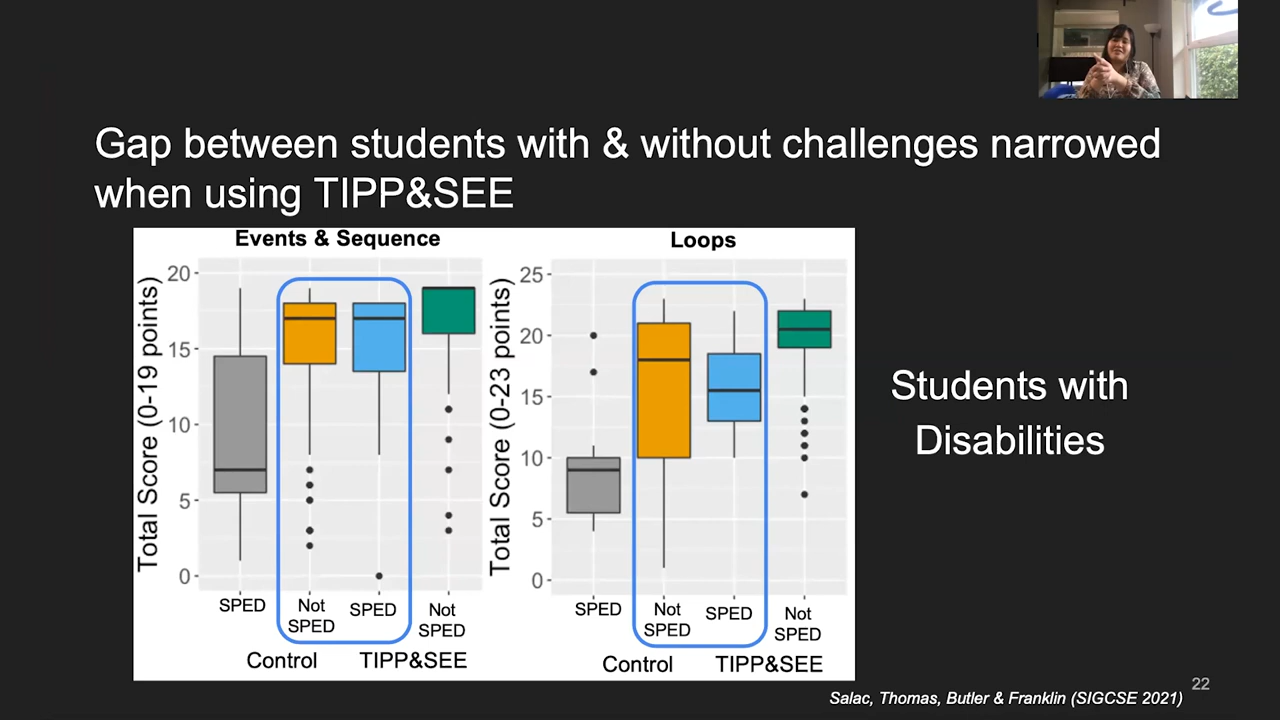 Gap between students with & without challenges narrowed
when using TIPP&SEE
Events & Sequence
Total Score (0-19 points)
20
15
10
5
0
SPED
Not
SPED
SPED
Not
SPED
Control
TIPP&SEE
Loops
Total Score (0-23 points)
25
20
15
10
5
0
SPED
Not
SPED
SPED
Not
SPED
Control
TIPP&SEE
Students with
Disabilities
22
Salac, Thomas, Butler & Franklin (SIGCSE 2021)